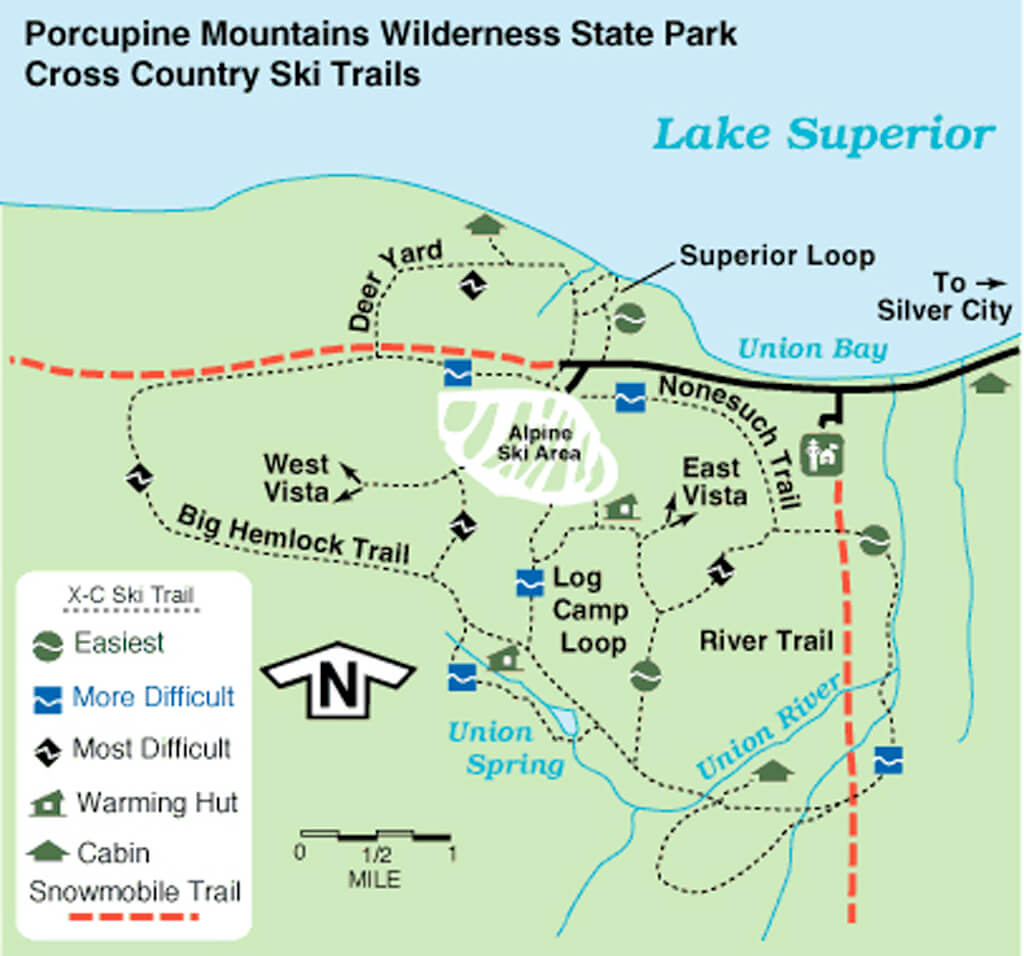 Porcupine Mountains Wilderness State Park
Cross Country Ski Trails
Lake Superior
Superior Loop
To
Silver City
Deer Yard
Union Bay
Nonesuch Trail
Alpine
Ski Area
West
Vista
East
Vista
Big Hemlock Trail
Log
Camp
Loop
River Trail
N
Union
Spring
Union River
X-C Ski Trail
Easiest
More Difficult
Most Difficult
Warming Hut
Cabin
Snowmobile Trail
0 1/2 1
MILE